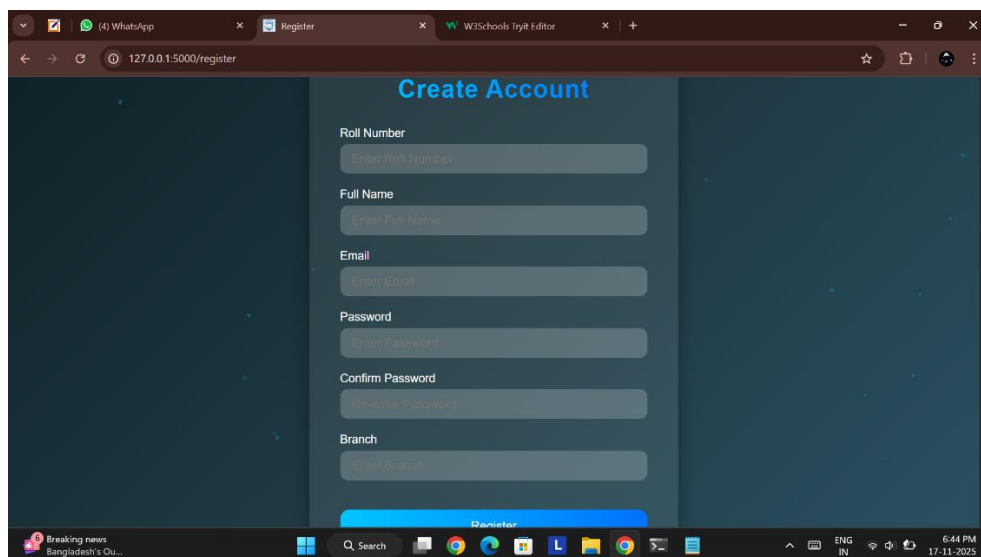 (4) WhatsApp
Register
W3Schools Tryit Editor
127.0.0.1:5000/register
Create Account
Roll Number
Enter Roll Number
Full Name
Enter Full Name
Email
Enter Email
Password
Enter Password
Confirm Password
Re-enter Password
Branch
Register
6
Breaking news
Bangladesh's Ou...
Search
L
ENG
IN
6:44 PM
17-11-2025